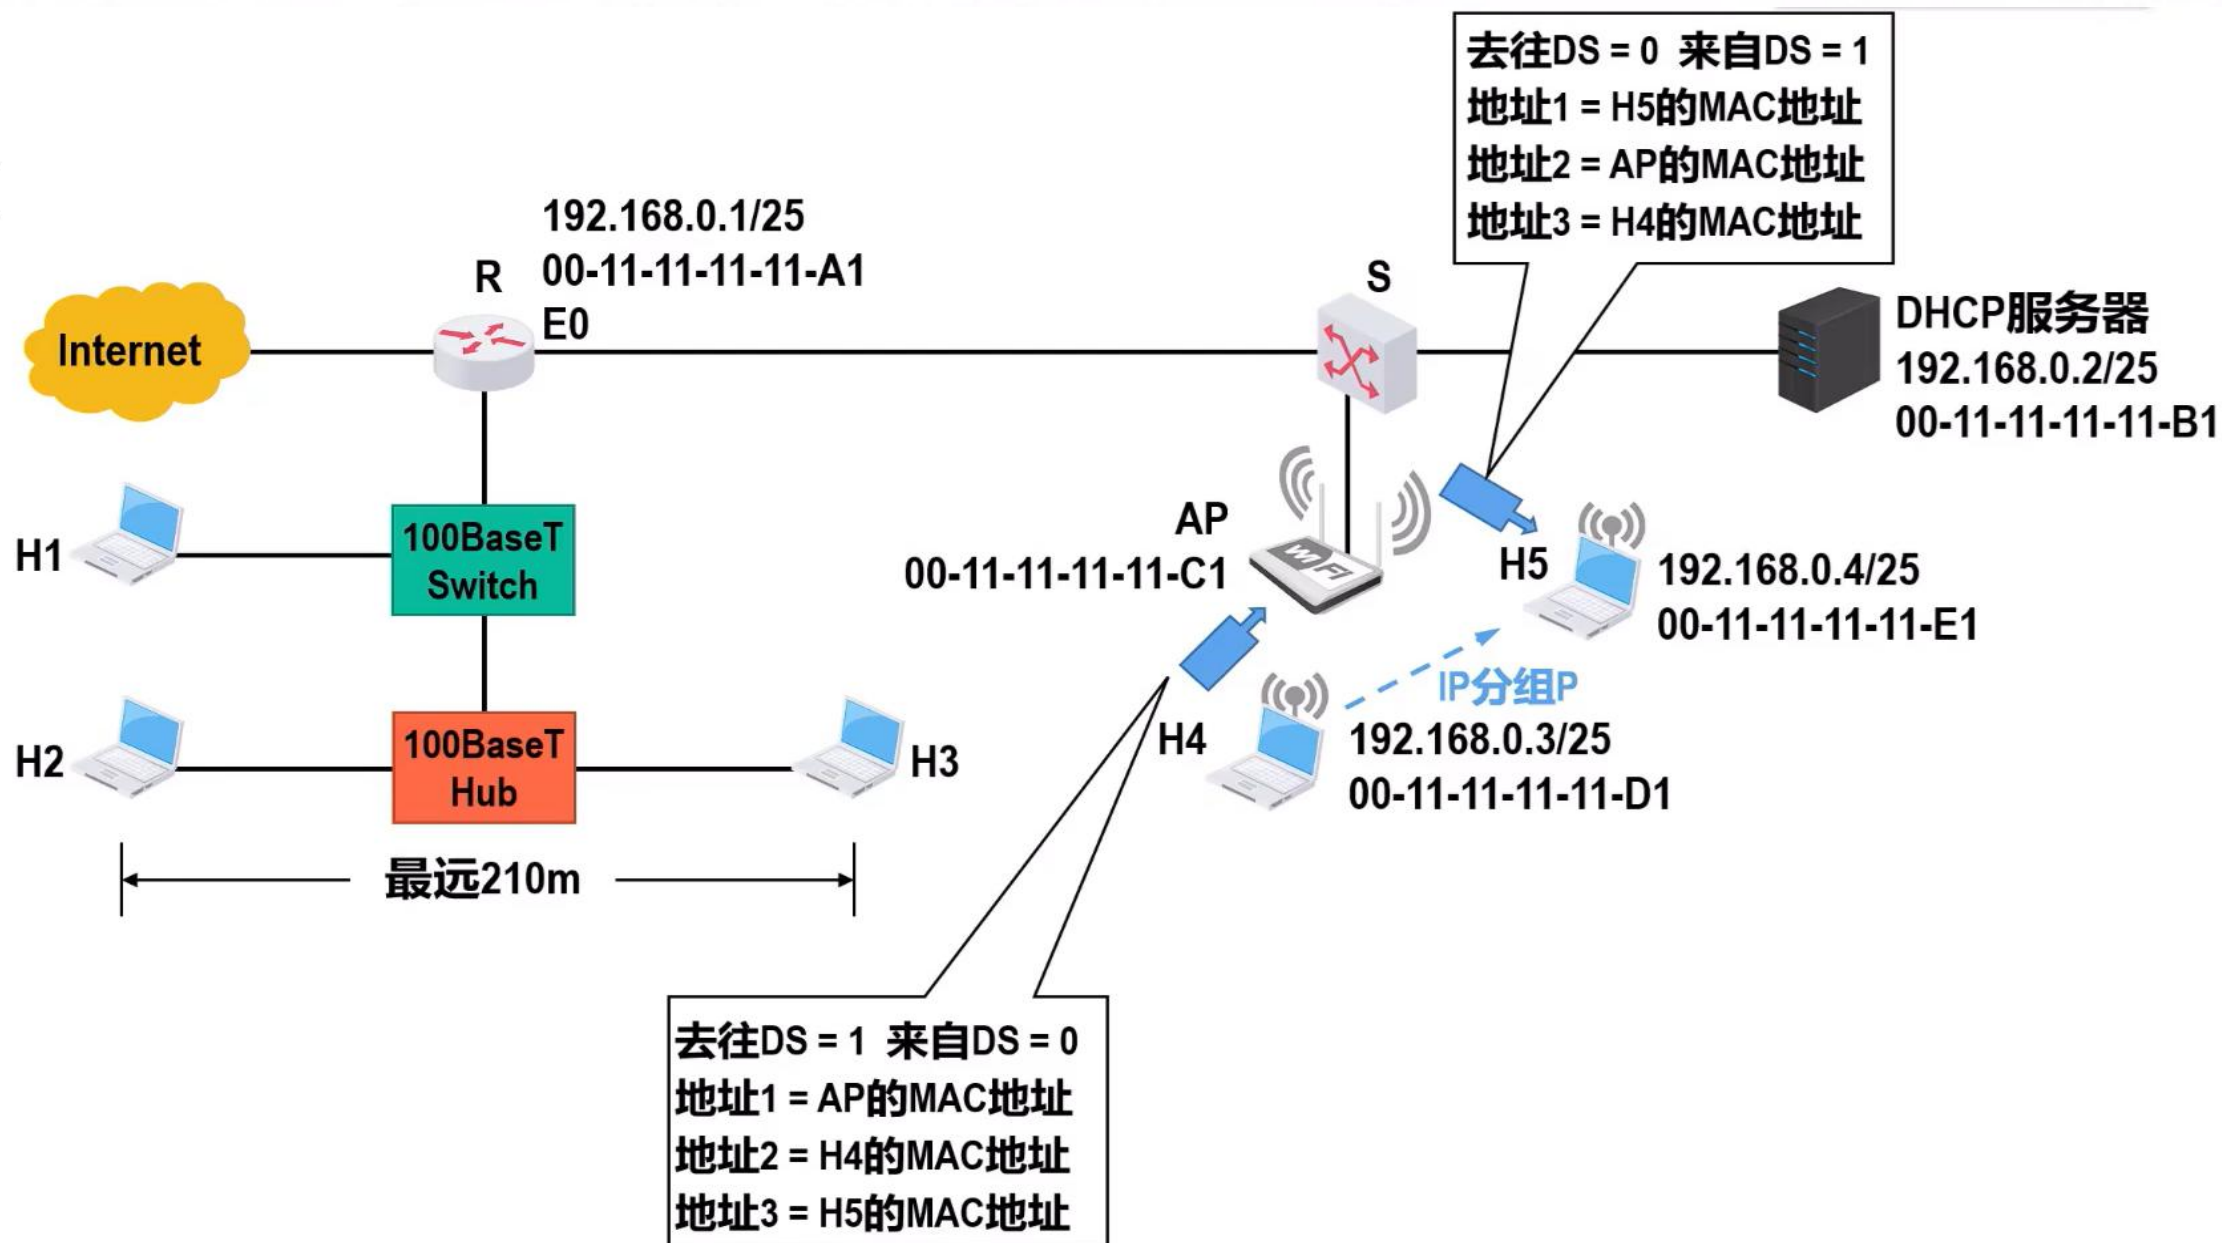 去往DS = 0 来自DS = 1
地址1 = H5的MAC地址
地址2 = AP的MAC地址
地址3 = H4的MAC地址
192.168.0.1/25
00-11-11-11-11-A1
R
E0
S
Internet
DHCP服务器
192.168.0.2/25
00-11-11-11-11-B1
H1
100BaseT
Switch
AP
00-11-11-11-11-C1
WiFi
H5
192.168.0.4/25
00-11-11-11-11-E1
IP分组P
H2
100BaseT
Hub
H3
H4
192.168.0.3/25
00-11-11-11-11-D1
最远210m
去往DS = 1 来自DS = 0
地址1 = AP的MAC地址
地址2 = H4的MAC地址
地址3 = H5的MAC地址